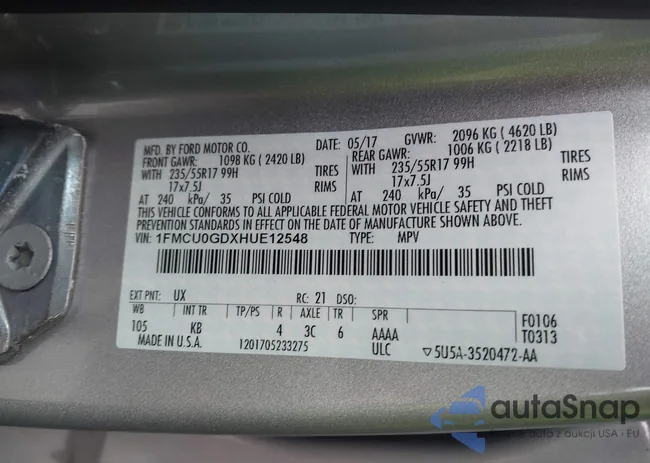 MFD. BY FORD MOTOR CO. DATE: 05/17 GVWR: 2096 KG ( 4620 LB)
FRONT GAWR: 1098 KG ( 2420 LB) REAR GAWR: 1006 KG ( 2218 LB)
WITH 235/55R17 99H TIRES WITH 235/55R17 99H TIRES
17x7.5J RIMS 17x7.5J RIMS
AT 240 kPa/ 35 PSI COLD AT 240 kPa/ 35 PSI COLD
THIS VEHICLE CONFORMS TO ALL APPLICABLE FEDERAL MOTOR VEHICLE SAFETY AND THEFT
PREVENTION STANDARDS IN EFFECT ON THE DATE OF MANUFACTURE SHOWN ABOVE.
VIN: 1FMCU0GDXHUE12548 TYPE: MPV
EXT PNT: UX RC: 21 DSO:
WB INT TR TP/PS R AXLE TR SPR
105 KB 4 3C 6 AAAA
MADE IN U.S.A. 1201705233275 ULC
F0106
T0313
▽5U5A-3520472-AA
autaSnap
auta z aukcji USA - EU